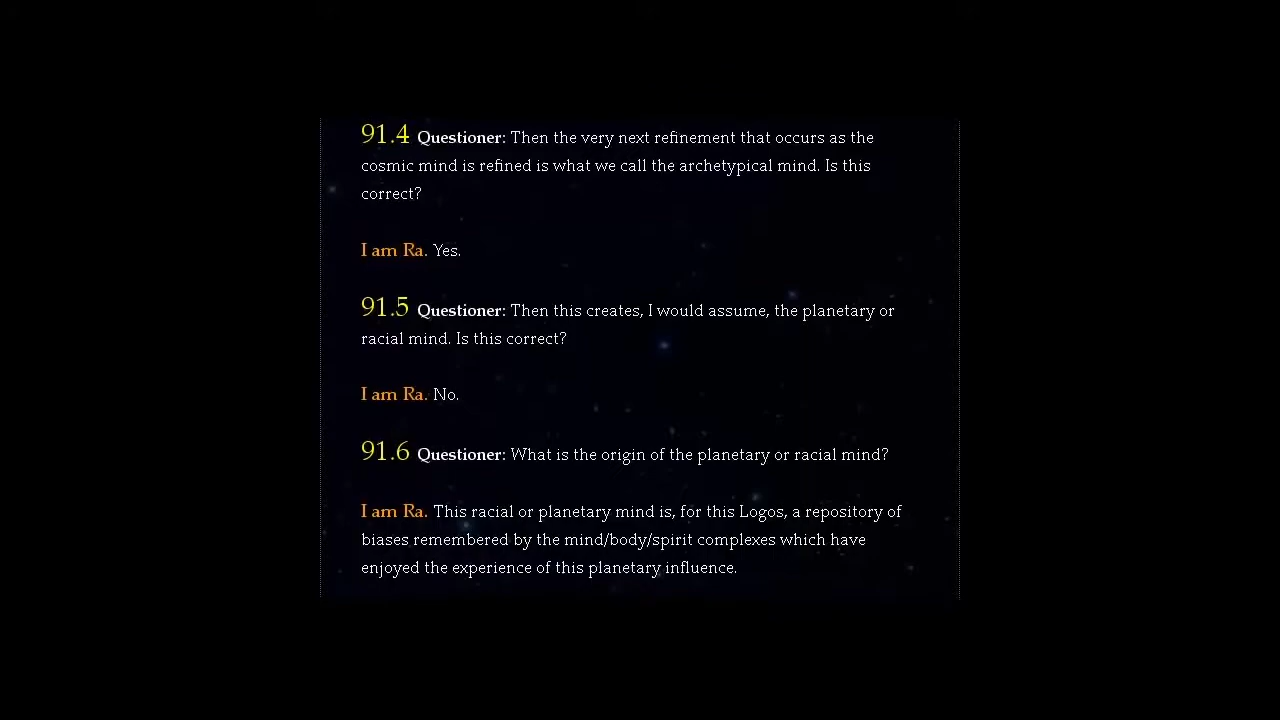 91.4 Questioner: Then the very next refinement that occurs as the
cosmic mind is refined is what we call the archetypical mind. Is this
correct?
I am Ra. Yes.
91.5 Questioner: Then this creates, I would assume, the planetary or
racial mind. Is this correct?
I am Ra. No.
91.6 Questioner: What is the origin of the planetary or racial mind?
I am Ra. This racial or planetary mind is, for this Logos, a repository of
biases remembered by the mind/body/spirit complexes which have
enjoyed the experience of this planetary influence.